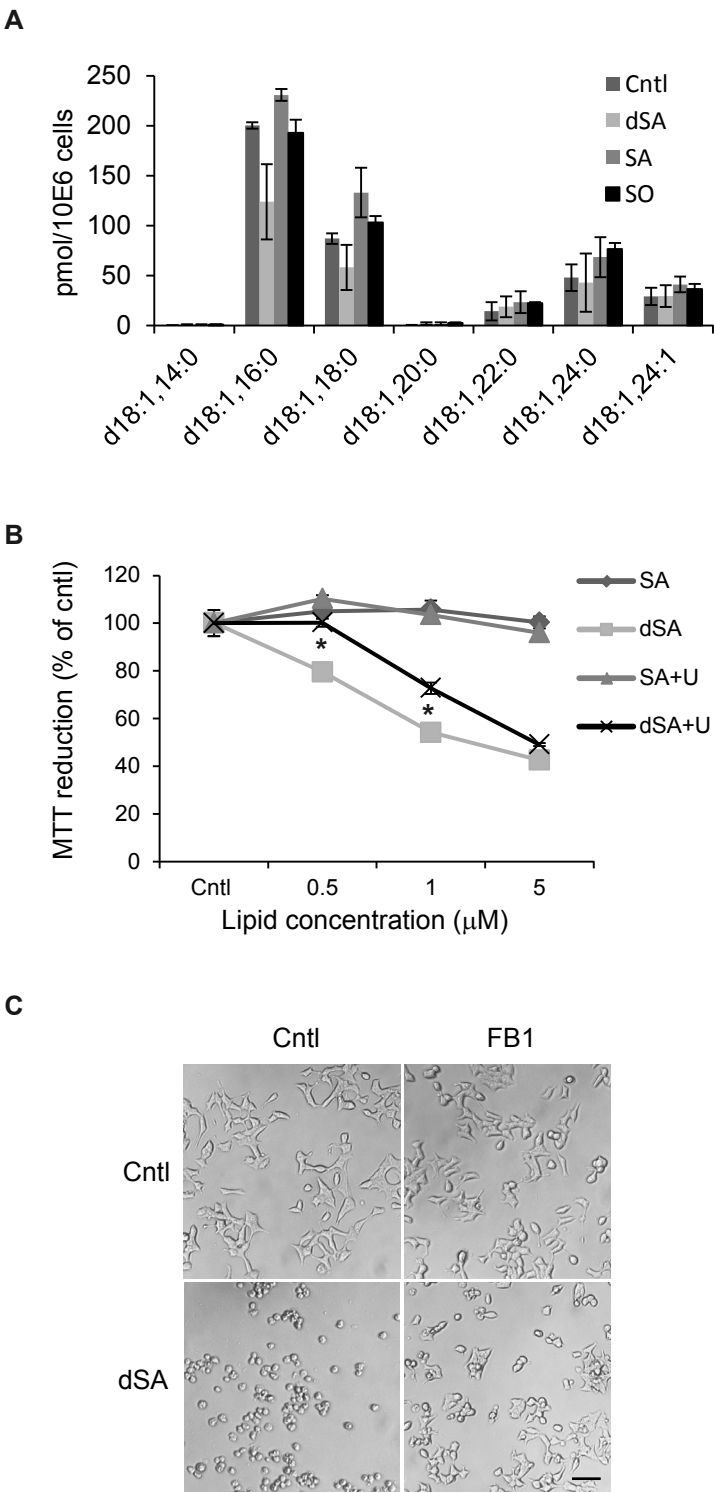 A
pmol/10E6 cells
250
200
150
100
50
0
Cntl
dSA
SA
SO
d18:1,14:0
d18:1,16:0
d18:1,18:0
d18:1,20:0
d18:1,22:0
d18:1,24:0
d18:1,24:1
B
MTT reduction (% of cntl)
120
100
80
60
40
20
0
*
*
SA
dSA
SA+U
dSA+U
Cntl 0.5 1 5
Lipid concentration (μM)
C
Cntl FB1
Cntl
dSA